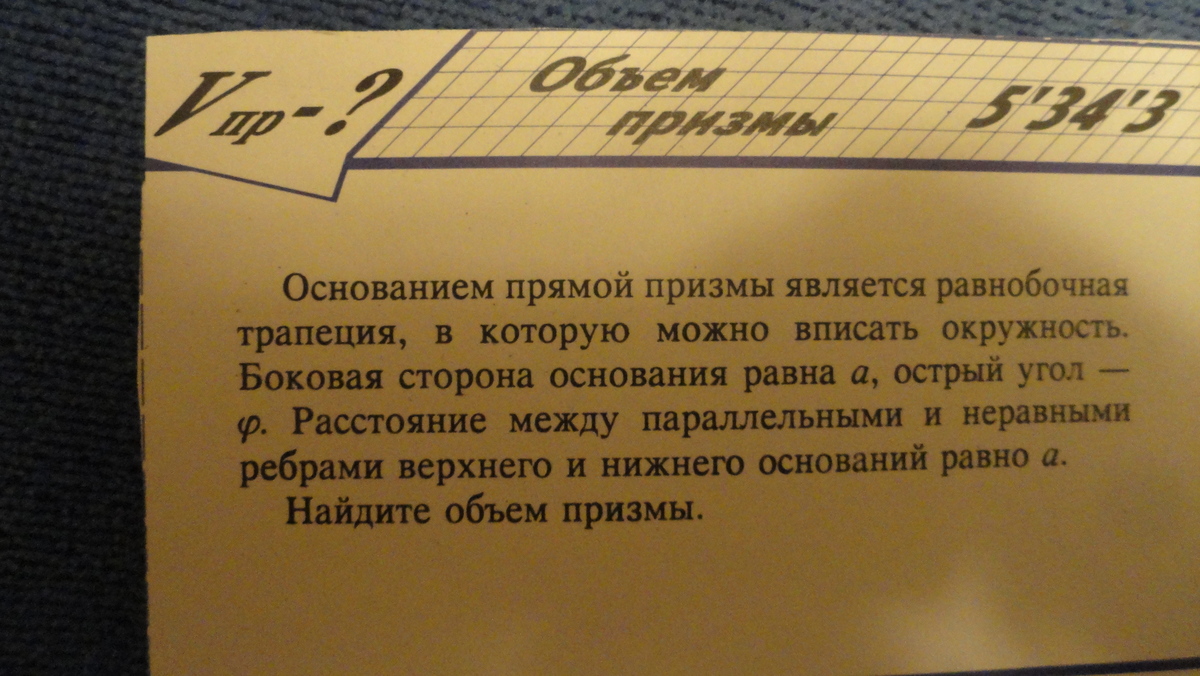 Vпр-?
Объем
призмы
5'34'3
Основанием прямой призмы является равнобочная
трапеция, в которую можно вписать окружность.
Боковая сторона основания равна a, острый угол —
φ. Расстояние между параллельными и неравными
ребрами верхнего и нижнего оснований равно a.
Найдите объем призмы.